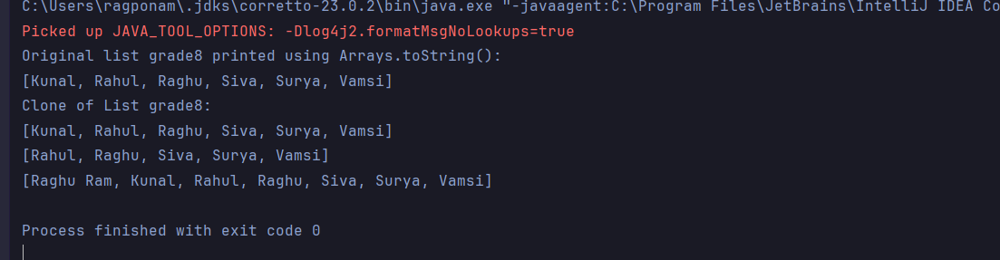 C:\Users\ragponam\.jdks\corretto-23.0.2\bin\java.exe "-javaagent:C:\Program Files\JetBrains\IntelliJ IDEA Co
Picked up JAVA_TOOL_OPTIONS: -Dlog4j2.formatMsgNoLookups=true
Original list grade8 printed using Arrays.toString():
[Kunal, Rahul, Raghu, Siva, Surya, Vamsi]
Clone of List grade8:
[Kunal, Rahul, Raghu, Siva, Surya, Vamsi]
[Rahul, Raghu, Siva, Surya, Vamsi]
[Raghu Ram, Kunal, Rahul, Raghu, Siva, Surya, Vamsi]
Process finished with exit code 0